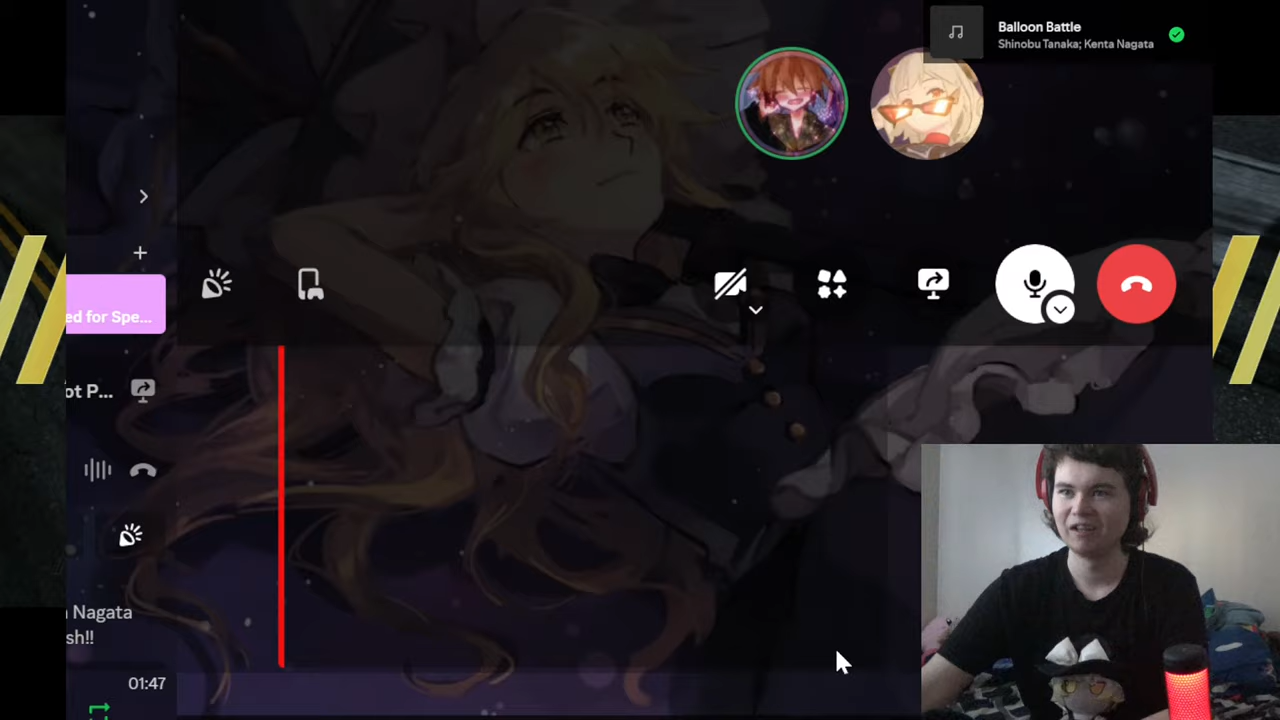 Balloon Battle
Shinobu Tanaka; Kenta Nagata
ed for Spe...
ot P...
Nagata
sh!!
01:47